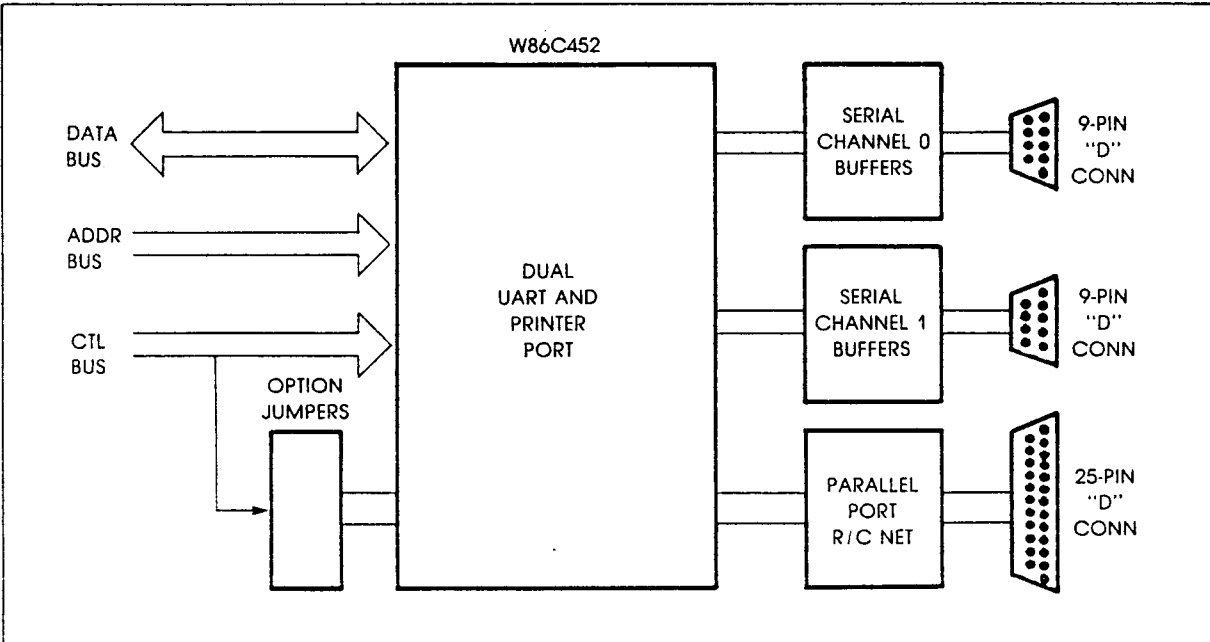 W86C452
DATA
BUS
ADDR
BUS
CTL
BUS
OPTION
JUMPERS
DUAL
UART AND
PRINTER
PORT
SERIAL
CHANNEL 0
BUFFERS
9-PIN
"D"
CONN
SERIAL
CHANNEL 1
BUFFERS
9-PIN
"D"
CONN
PARALLEL
PORT
R/C NET
25-PIN
"D"
CONN